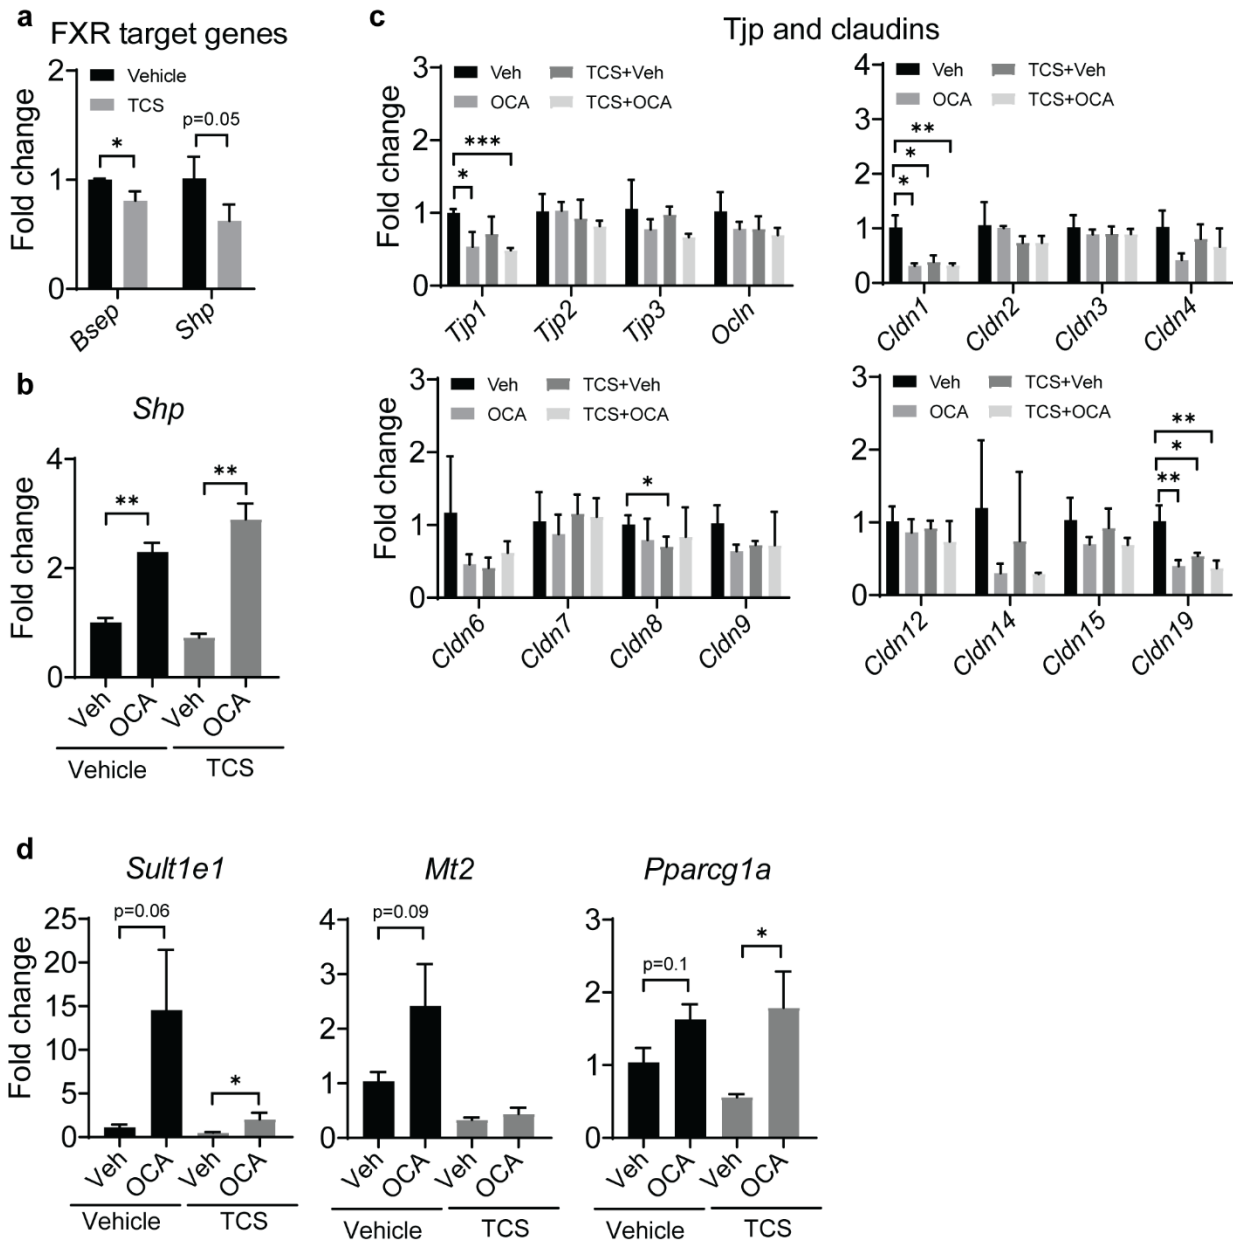 a
FXR target genes
Fold change
2
1
0
Vehicle
TCS
*
p=0.05
Bsep
Shp
b
Shp
Fold change
4
2
0
**
**
Veh
OCA
Veh
OCA
Vehicle
TCS
c
Tjp and claudins
Fold change
3
2
1
0
Veh
TCS+Veh
OCA
TCS+OCA
***
*
Tjp1
Tjp2
Tjp3
Ocln
Fold change
4
3
2
1
0
Veh
TCS+Veh
OCA
TCS+OCA
**
*
*
Cldn1
Cldn2
Cldn3
Cldn4
Fold change
3
2
1
0
Veh
TCS+Veh
OCA
TCS+OCA
*
Cldn6
Cldn7
Cldn8
Cldn9
Fold change
3
2
1
0
Veh
TCS+Veh
OCA
TCS+OCA
**
*
**
Cldn12
Cldn14
Cldn15
Cldn19
d
Sult1e1
Fold change
25
20
15
10
5
0
p=0.06
*
Veh
OCA
Veh
OCA
Vehicle
TCS
Mt2
4
3
2
1
0
p=0.09
Veh
OCA
Veh
OCA
Vehicle
TCS
Pparcg1a
3
2
1
0
p=0.1
*
Veh
OCA
Veh
OCA
Vehicle
TCS